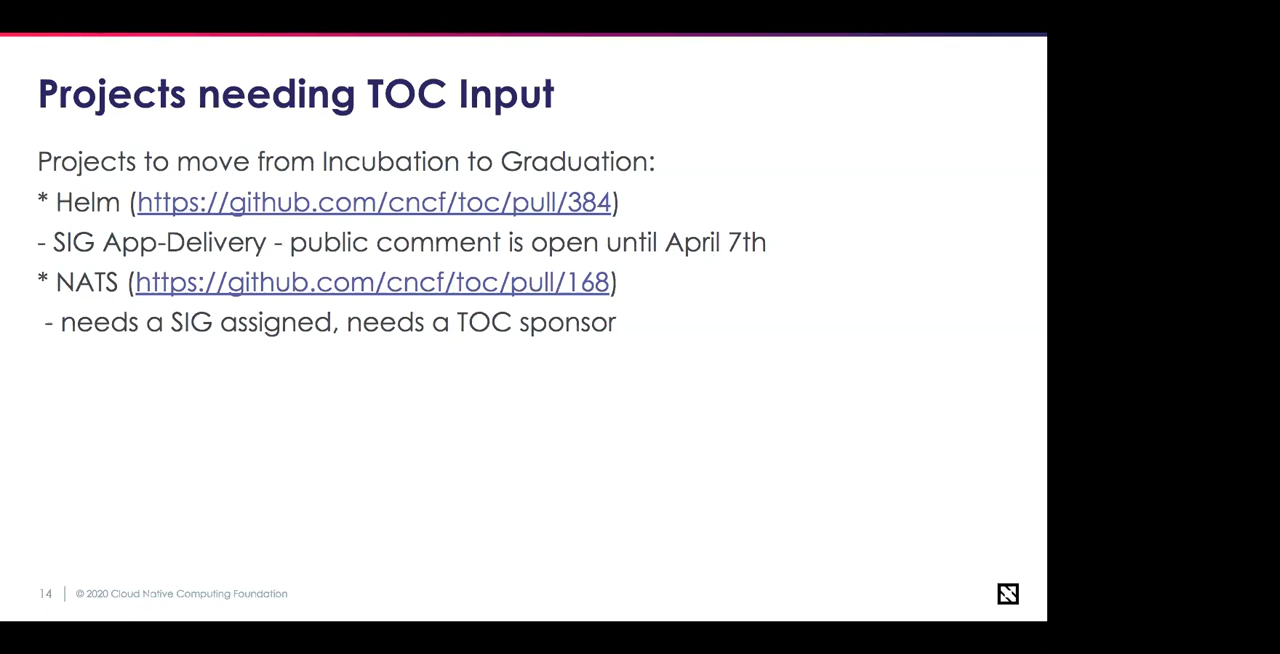 Projects needing TOC Input
Projects to move from Incubation to Graduation:
* Helm (https://github.com/cncf/toc/pull/384)
- SIG App-Delivery - public comment is open until April 7th
* NATS (https://github.com/cncf/toc/pull/168)
- needs a SIG assigned, needs a TOC sponsor
14 | © 2020 Cloud Native Computing Foundation